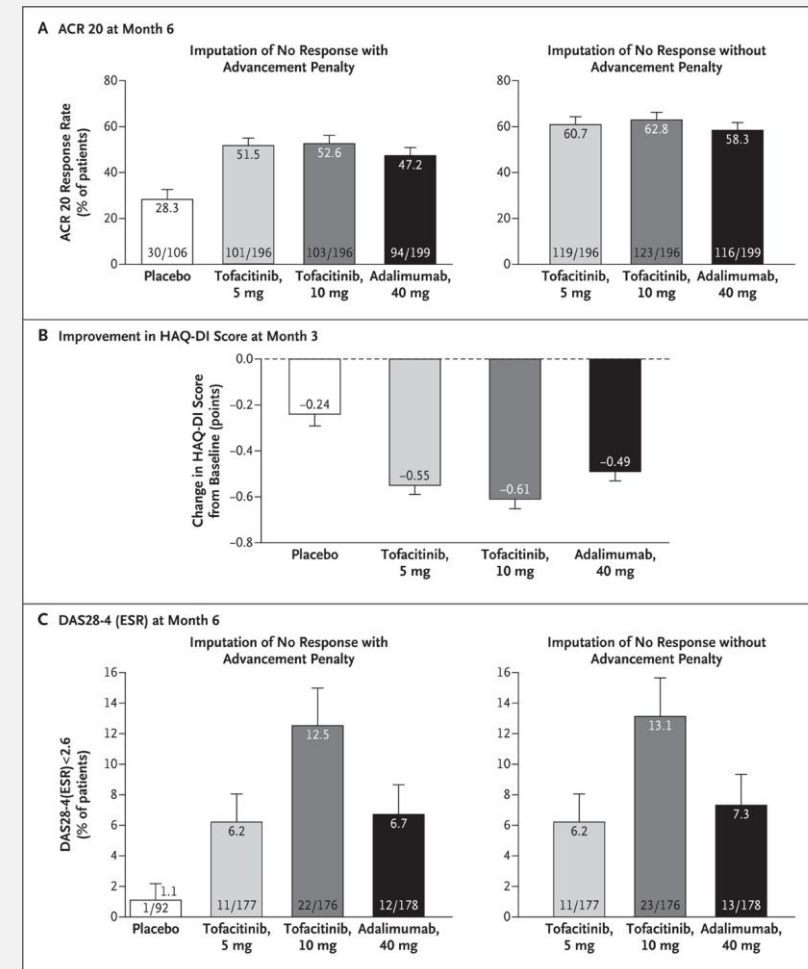 A ACR 20 at Month 6
Imputation of No Response with
Advancement Penalty
ACR 20 Response Rate
(% of patients)
80
60
40
20
0
28.3
30/106
51.5
101/196
52.6
103/196
47.2
94/199
Placebo
Tofacitinib,
5 mg
Tofacitinib,
10 mg
Adalimumab,
40 mg
Imputation of No Response without
Advancement Penalty
80
60
40
20
0
60.7
119/196
62.8
123/196
58.3
116/199
Tofacitinib,
5 mg
Tofacitinib,
10 mg
Adalimumab,
40 mg
B Improvement in HAQ-DI Score at Month 3
Change in HAQ-DI Score
from Baseline (points)
0.0
−0.2
−0.4
−0.6
−0.8
−0.24
−0.55
−0.61
−0.49
Placebo
Tofacitinib,
5 mg
Tofacitinib,
10 mg
Adalimumab,
40 mg
C DAS28-4 (ESR) at Month 6
Imputation of No Response with
Advancement Penalty
DAS28-4(ESR)<2.6
(% of patients)
16
14
12
10
8
6
4
2
0
1.1
1/92
6.2
11/177
12.5
22/176
6.7
12/178
Placebo
Tofacitinib,
5 mg
Tofacitinib,
10 mg
Adalimumab,
40 mg
Imputation of No Response without
Advancement Penalty
16
14
12
10
8
6
4
2
0
6.2
11/177
13.1
23/176
7.3
13/178
Tofacitinib,
5 mg
Tofacitinib,
10 mg
Adalimumab,
40 mg